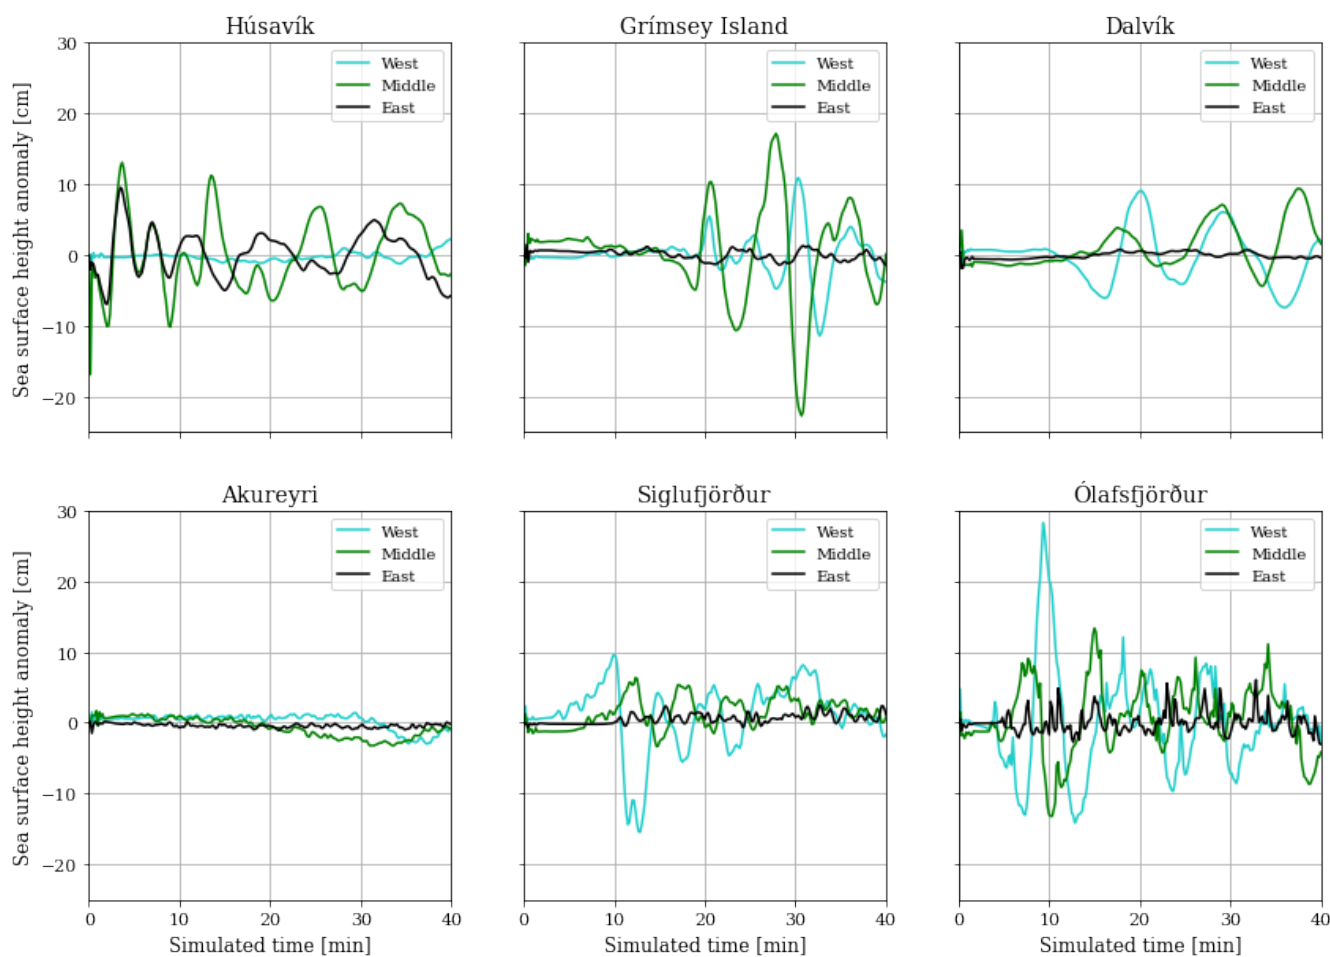 Húsavík
Grímsey Island
Dalvík
30
20
10
0
−10
−20
Sea surface height anomaly [cm]
West
Middle
East
West
Middle
East
West
Middle
East
Akureyri
Siglufjörður
Ólafsfjörður
30
20
10
0
−10
−20
Sea surface height anomaly [cm]
West
Middle
East
West
Middle
East
West
Middle
East
0 10 20 30 40
0 10 20 30 40
0 10 20 30 40
Simulated time [min]
Simulated time [min]
Simulated time [min]